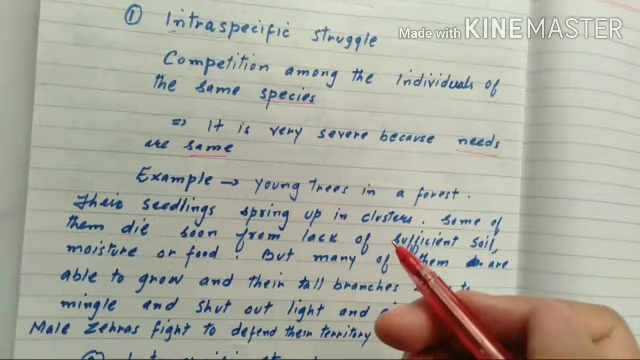 Made with KINEMASTER
① Intraspecific struggle
Competition among the individuals of
the same species
⇒ It is very severe because needs
are same
Example → young trees in a forest.
Their seedlings spring up in clusters. Some of
them die soon from lack of sufficient soil,
moisture or food. But many of them are
able to grow and their tall branches
mingle and shut out light and
Male Zebras fight to defend their territory